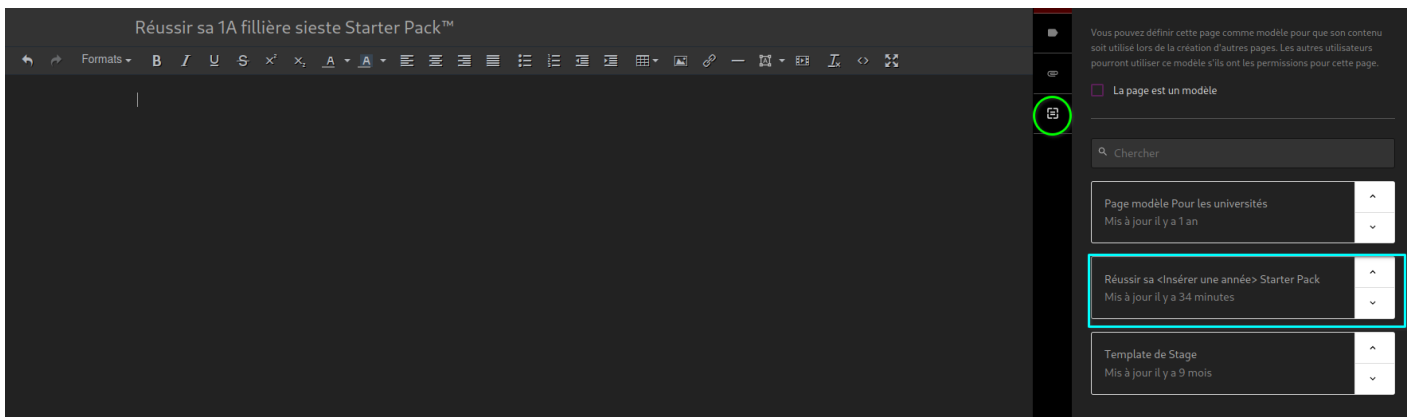 Réussir sa 1A fillière sieste Starter Pack™
Formats B I U S x² x₂ A A
Vous pouvez définir cette page comme modèle pour que son contenu
soit utilisé lors de la création d'autres pages. Les autres utilisateurs
pourront utiliser ce modèle s'ils ont les permissions pour cette page.
La page est un modèle
Chercher
Page modèle Pour les universités
Mis à jour il y a 1 an
Réussir sa <Insérer une année> Starter Pack
Mis à jour il y a 34 minutes
Template de Stage
Mis à jour il y a 9 mois